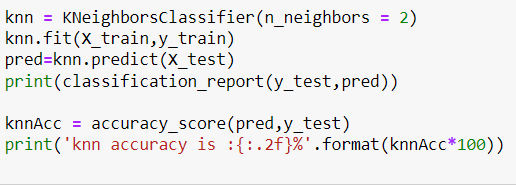 knn = KNeighborsClassifier(n_neighbors = 2)
knn.fit(X_train,y_train)
pred=knn.predict(X_test)
print(classification_report(y_test,pred))
knnAcc = accuracy_score(pred,y_test)
print('knn accuracy is :{:.2f}%'.format(knnAcc*100))